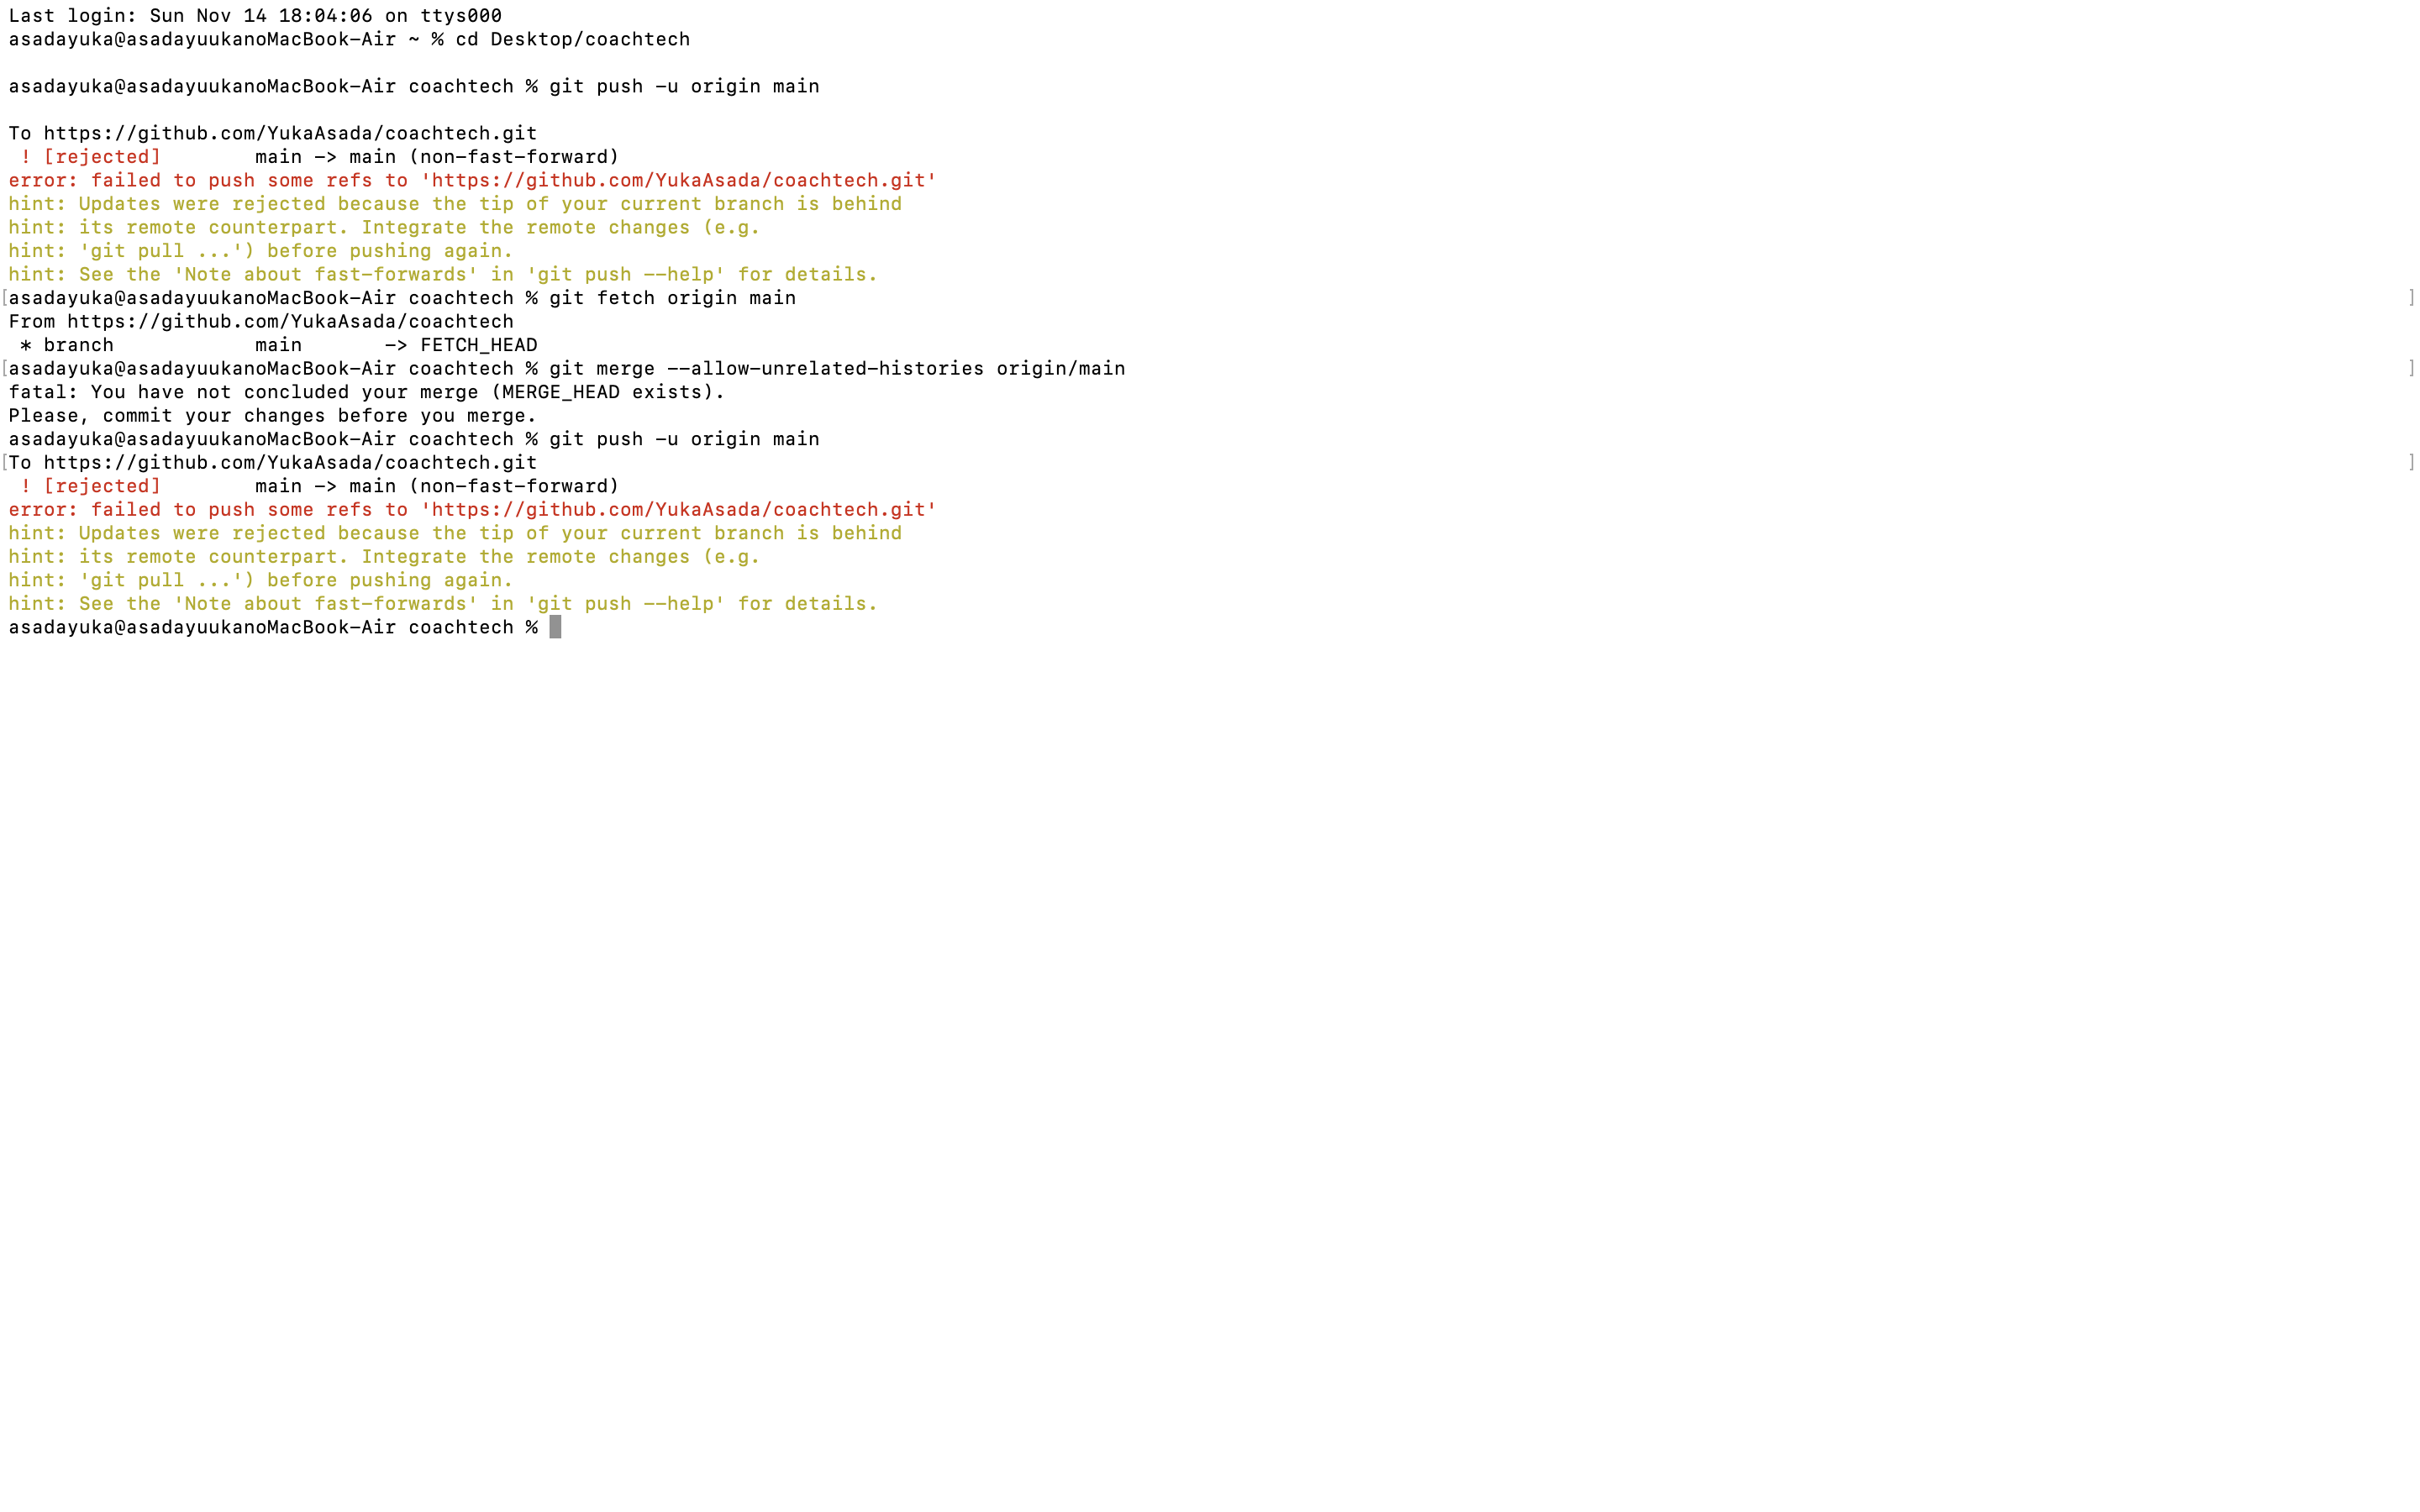 Last login: Sun Nov 14 18:04:06 on ttys000
asadayuka@asadayuukanoMacBook-Air ~ % cd Desktop/coachtech
asadayuka@asadayuukanoMacBook-Air coachtech % git push -u origin main
To https://github.com/YukaAsada/coachtech.git
 ! [rejected]        main -> main (non-fast-forward)
error: failed to push some refs to 'https://github.com/YukaAsada/coachtech.git'
hint: Updates were rejected because the tip of your current branch is behind
hint: its remote counterpart. Integrate the remote changes (e.g.
hint: 'git pull ...') before pushing again.
hint: See the 'Note about fast-forwards' in 'git push --help' for details.
[asadayuka@asadayuukanoMacBook-Air coachtech % git fetch origin main ]
From https://github.com/YukaAsada/coachtech
 * branch            main       -> FETCH_HEAD
[asadayuka@asadayuukanoMacBook-Air coachtech % git merge --allow-unrelated-histories origin/main ]
fatal: You have not concluded your merge (MERGE_HEAD exists).
Please, commit your changes before you merge.
asadayuka@asadayuukanoMacBook-Air coachtech % git push -u origin main
[To https://github.com/YukaAsada/coachtech.git ]
 ! [rejected]        main -> main (non-fast-forward)
error: failed to push some refs to 'https://github.com/YukaAsada/coachtech.git'
hint: Updates were rejected because the tip of your current branch is behind
hint: its remote counterpart. Integrate the remote changes (e.g.
hint: 'git pull ...') before pushing again.
hint: See the 'Note about fast-forwards' in 'git push --help' for details.
asadayuka@asadayuukanoMacBook-Air coachtech %